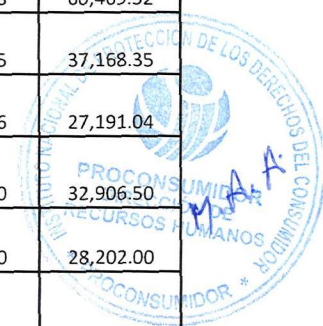 37,168.35
27,191.04
32,906.50
28,202.00
INSTITUTO NACIONAL DE PROTECCION DE LOS DERECHOS DEL CONSUMIDOR
PROCONSUMIDOR
RECURSOS HUMANOS
* PROCONSUMIDOR *
M. A. A.